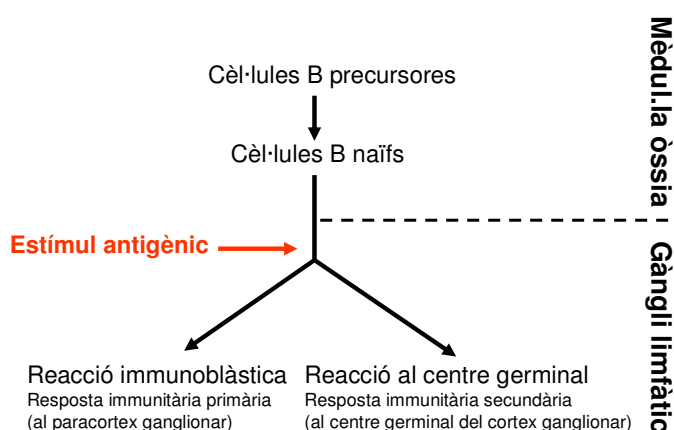 Cèl·lules B precursores
Cèl·lules B naïfs
Mèdul.la òssia
Estímul antigènic
Gàngli limfàtic
Reacció immunoblàstica
Resposta immunitària primària
(al paracortex ganglionar)
Reacció al centre germinal
Resposta immunitària secundària
(al centre germinal del cortex ganglionar)